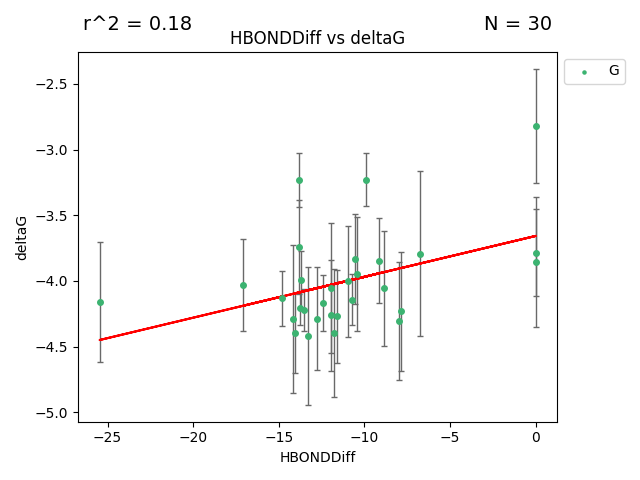 r^2 = 0.18
N = 30
HBONDDiff vs deltaG
G
−2.5
−3.0
−3.5
−4.0
−4.5
−5.0
deltaG
−25
−20
−15
−10
−5
0
HBONDDiff